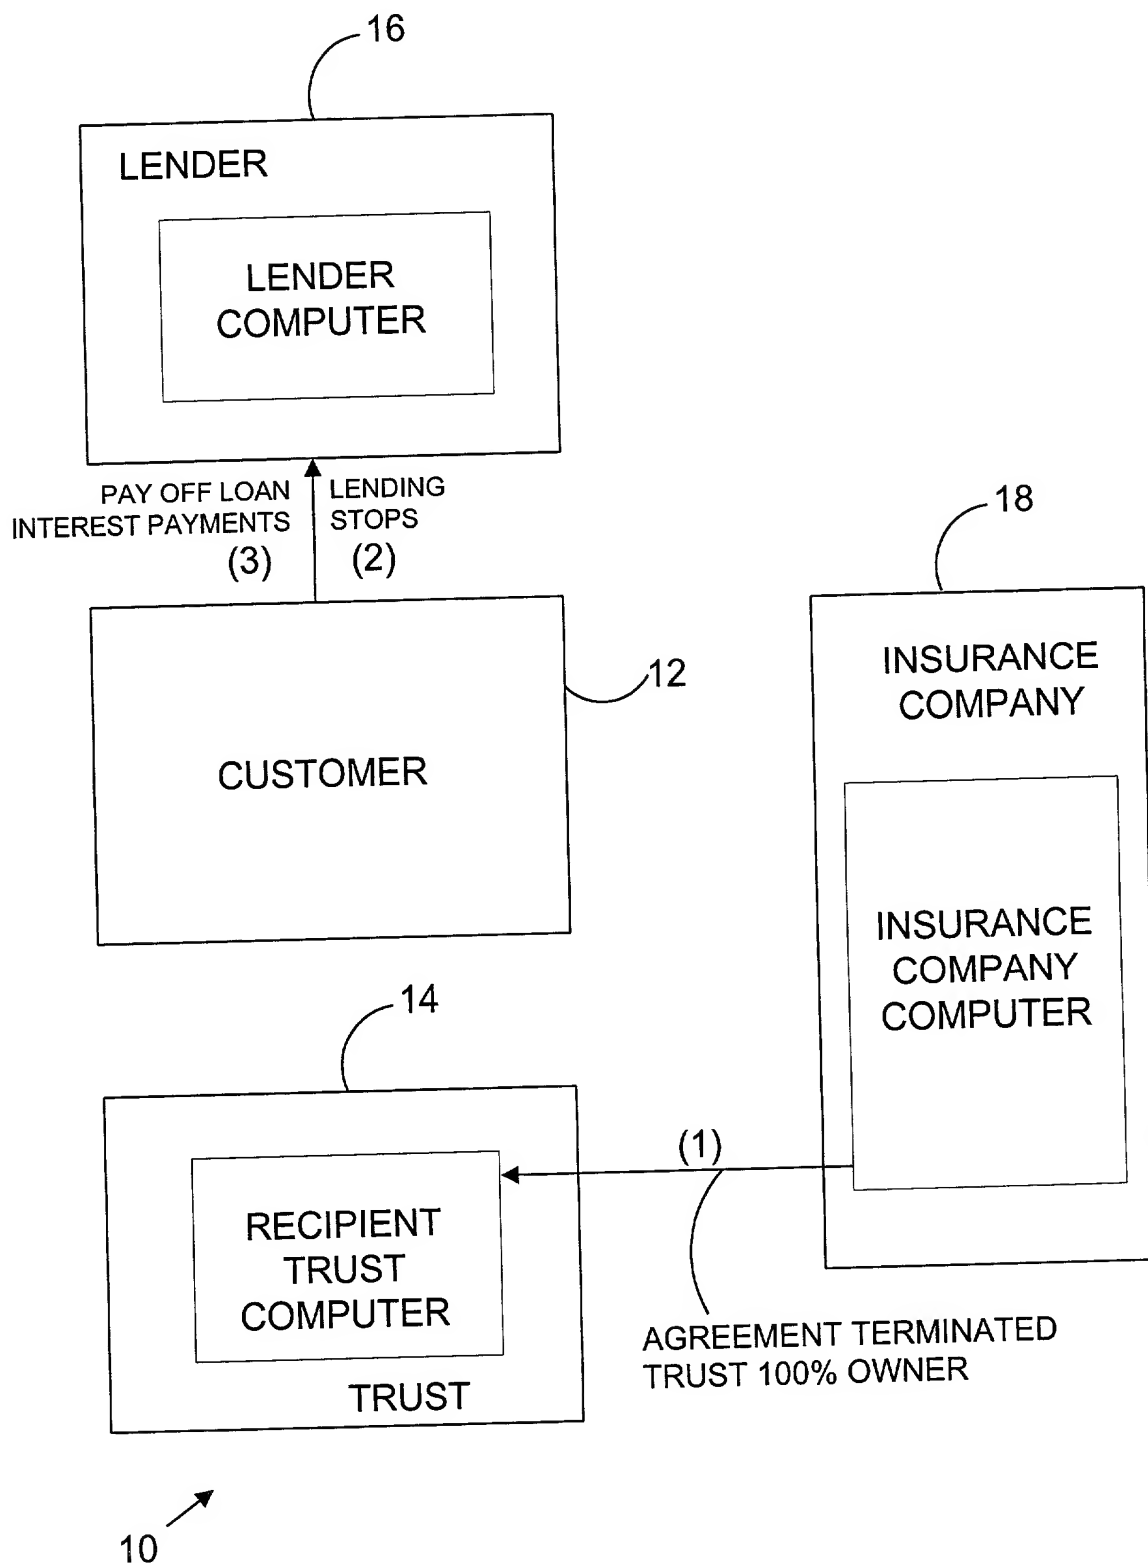 16
LENDER
LENDER
COMPUTER
PAY OFF LOAN
INTEREST PAYMENTS
(3)
LENDING
STOPS
(2)
18
12
CUSTOMER
INSURANCE
COMPANY
INSURANCE
COMPANY
COMPUTER
14
(1)
RECIPIENT
TRUST
COMPUTER
TRUST
AGREEMENT TERMINATED
TRUST 100% OWNER
10